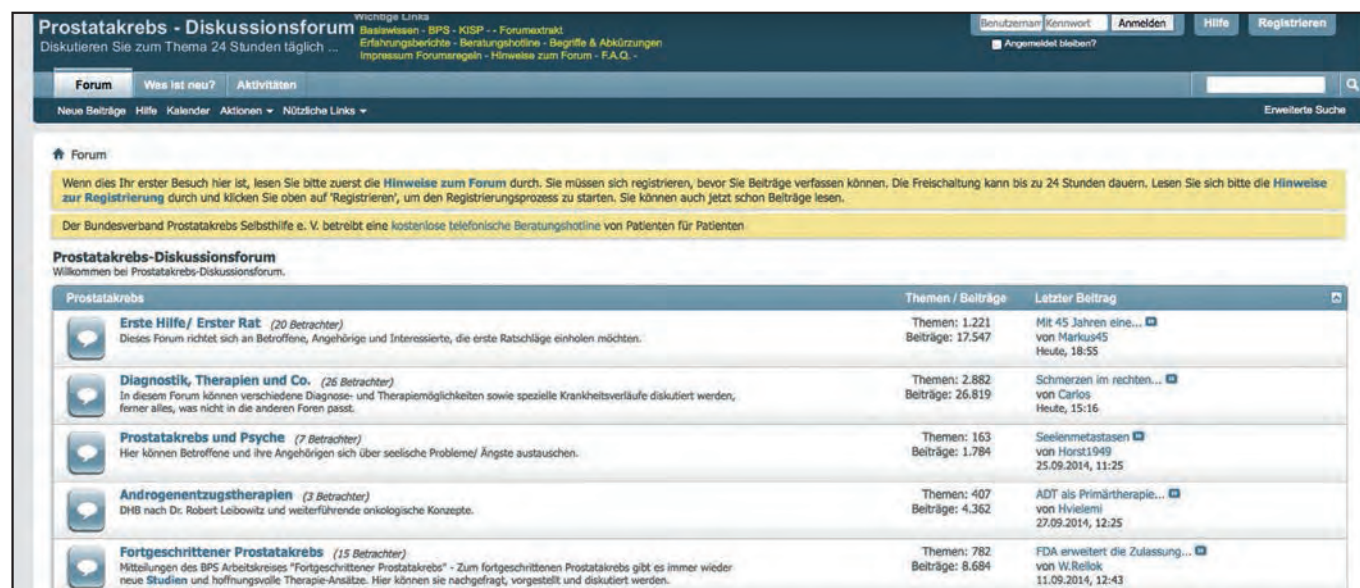 Prostatakrebs - Diskussionsforum
Diskutieren Sie zum Thema 24 Stunden täglich ...
Wichtige Links
Basiswissen - BPS - KISP - - Forumextrakt
Erfahrungsberichte - Beratungshotline - Begriffe & Abkürzungen
Impressum Forumsregeln - Hinweise zum Forum - F.A.Q. -
Benutzernam Kennwort Anmelden Hilfe Registrieren
Angemeldet bleiben?
Forum Was ist neu? Aktivitäten
Neue Beiträge Hilfe Kalender Aktionen Nützliche Links Erweiterte Suche
Forum
Wenn dies Ihr erster Besuch hier ist, lesen Sie bitte zuerst die Hinweise zum Forum durch. Sie müssen sich registrieren, bevor Sie Beiträge verfassen können. Die Freischaltung kann bis zu 24 Stunden dauern. Lesen Sie sich bitte die Hinweise
zur Registrierung durch und klicken Sie oben auf 'Registrieren', um den Registrierungsprozess zu starten. Sie können auch jetzt schon Beiträge lesen.
Der Bundesverband Prostatakrebs Selbsthilfe e. V. betreibt eine kostenlose telefonische Beratungshotline von Patienten für Patienten
Prostatakrebs-Diskussionsforum
Willkommen bei Prostatakrebs-Diskussionsforum.
Prostatakrebs Themen / Beiträge Letzter Beitrag
Erste Hilfe/ Erster Rat (20 Betrachter)
Dieses Forum richtet sich an Betroffene, Angehörige und Interessierte, die erste Ratschläge einholen möchten.
Themen: 1.221
Beiträge: 17.547
Mit 45 Jahren eine...
von Markus45
Heute, 18:55
Diagnostik, Therapien und Co. (26 Betrachter)
In diesem Forum können verschiedene Diagnose- und Therapiemöglichkeiten sowie spezielle Krankheitsverläufe diskutiert werden,
ferner alles, was nicht in die anderen Foren passt.
Themen: 2.882
Beiträge: 26.819
Schmerzen im rechten...
von Carlos
Heute, 15:16
Prostatakrebs und Psyche (7 Betrachter)
Hier können Betroffene und ihre Angehörigen sich über seelische Probleme/ Ängste austauschen.
Themen: 163
Beiträge: 1.784
Seelenmetastasen
von Horst1949
25.09.2014, 11:25
Androgenentzugstherapien (3 Betrachter)
DHB nach Dr. Robert Leibowitz und weiterführende onkologische Konzepte.
Themen: 407
Beiträge: 4.362
ADT als Primärtherapie...
von Hvielemi
27.09.2014, 12:25
Fortgeschrittener Prostatakrebs (15 Betrachter)
Mitteilungen des BPS Arbeitskreises "Fortgeschrittener Prostatakrebs" - Zum fortgeschrittenen Prostatakrebs gibt es immer wieder
neue Studien und hoffnungsvolle Therapie-Ansätze. Hier können sie nachgefragt, vorgestellt und diskutiert werden.
Themen: 782
Beiträge: 8.684
FDA erweitert die Zulassung...
von W.Rellok
11.09.2014, 12:43